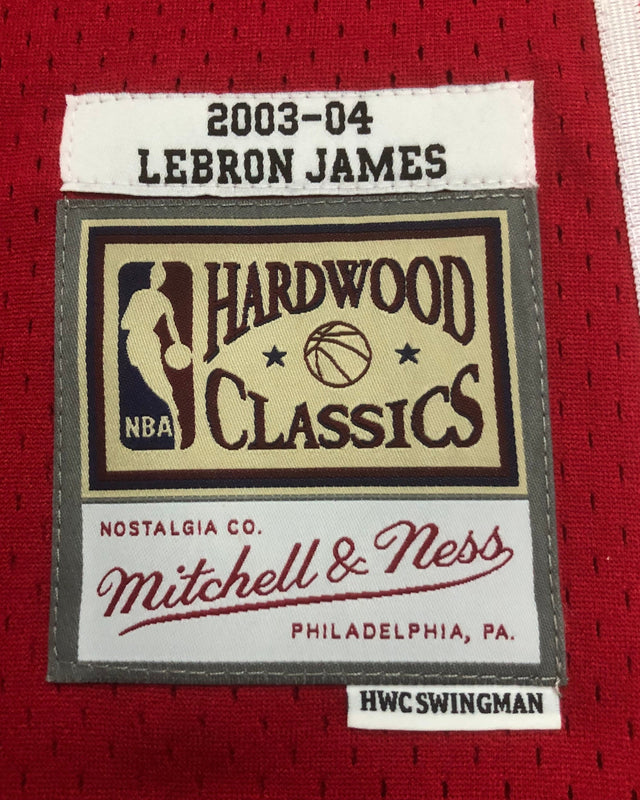 2003-04
LEBRON JAMES
HARDWOOD
CLASSICS
NBA
NOSTALGIA CO.
Mitchell & Ness
PHILADELPHIA, PA.
HWC SWINGMAN